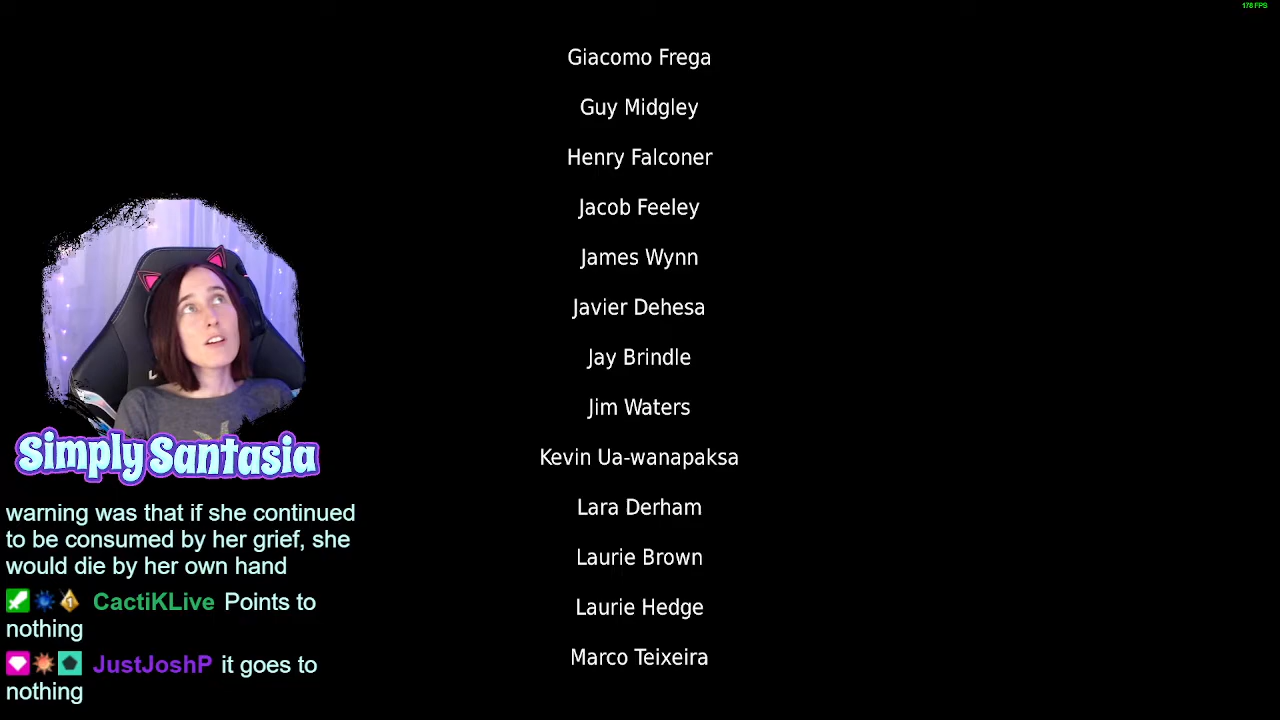 178 FPS
Giacomo Frega
Guy Midgley
Henry Falconer
Jacob Feeley
James Wynn
Javier Dehesa
Jay Brindle
Jim Waters
Kevin Ua-wanapaksa
Lara Derham
Laurie Brown
Laurie Hedge
Marco Teixeira
Simply Santasia
warning was that if she continued
to be consumed by her grief, she
would die by her own hand
CactiKLive Points to
nothing
JustJoshP it goes to
nothing